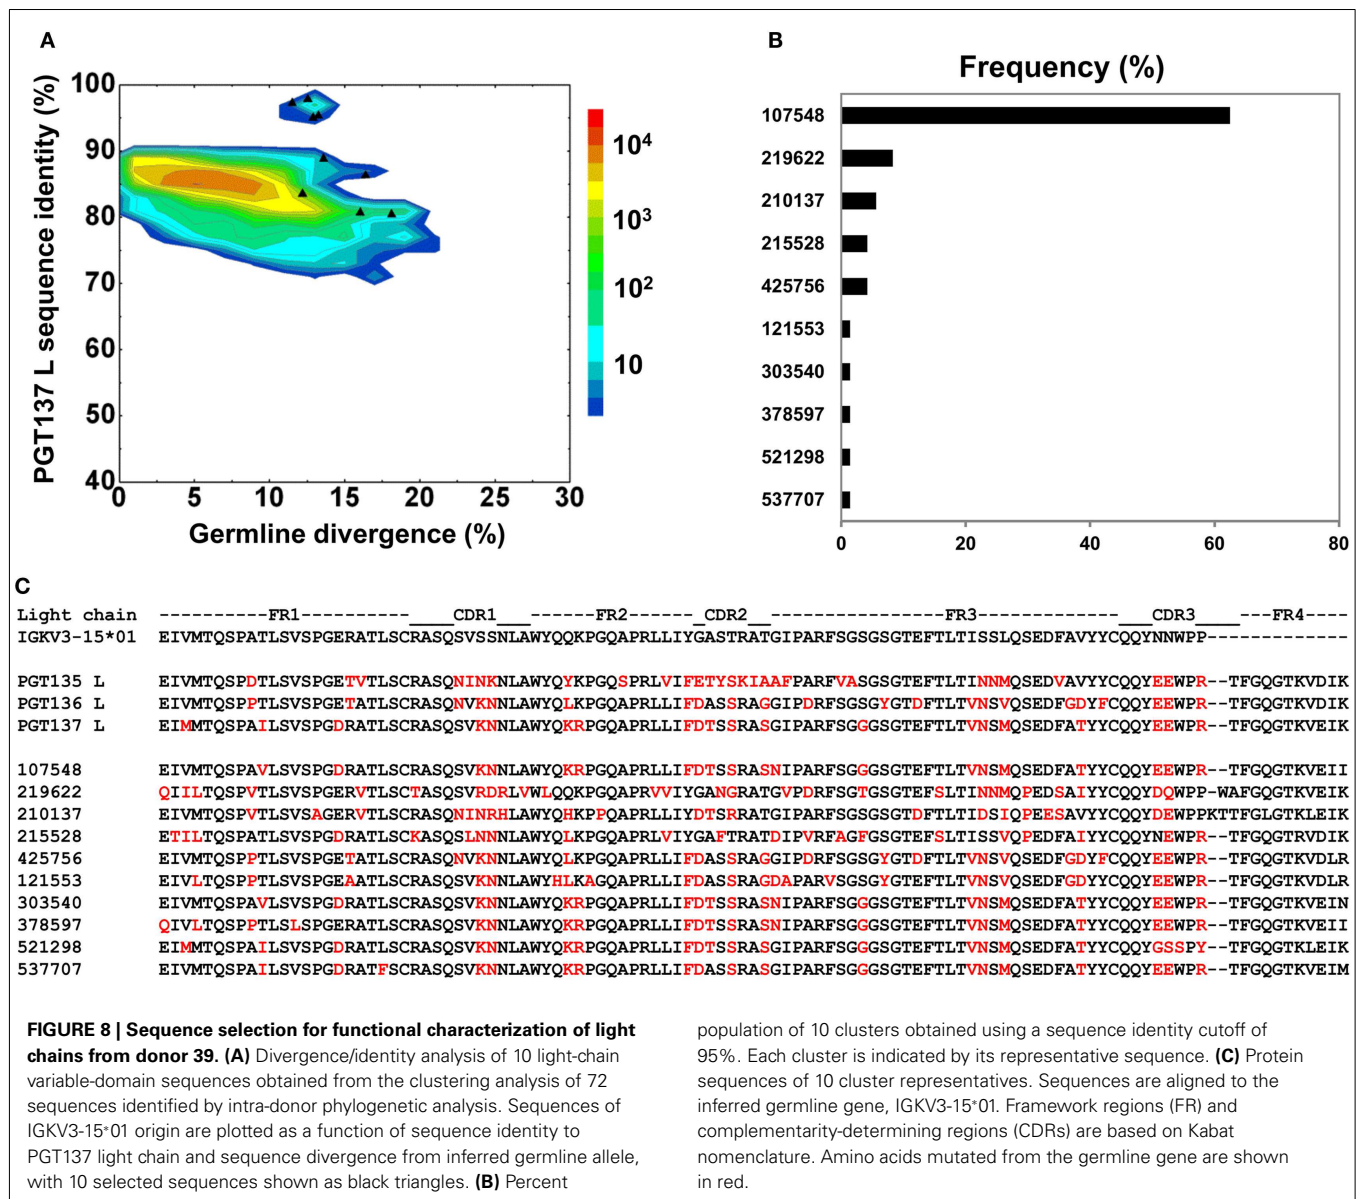 A
PGT137 L sequence identity (%)
100
90
80
70
60
50
40
0 5 10 15 20 25 30
Germline divergence (%)
10⁴
10³
10²
10
B
Frequency (%)
107548
219622
210137
215528
425756
121553
303540
378597
521298
537707
0 20 40 60 80
C
Light chain ----------FR1---------- ____CDR1___ ------FR2------ _CDR2__ ---------------FR3-------------- ___CDR3____ ---FR4----
IGKV3-15*01 EIVMTQSPATLSVSPGERATLSCRASQSVSSNLAWYQQKPGQAPRLLIYGASTRATGIPARFSGSGSGTEFTLTISSLQSEDFAVYYCQQYNNWPP-------------
PGT135 L EIVMTQSPDTLSVSPGETVTLSCRASQNINKNLAWYQYKPGQSPRLVIFETYSKIAAFPARFVASGSGTEFTLTINNMQSEDVAVYYCQQYEEWPR--TFGQGTKVDIK
PGT136 L EIVMTQSPPTLSVSPGETATLSCRASQNVKNNLAWYQLKPGQAPRLLIFDASSRAGGIPDRFSGSGYGTDFTLTVNSVQSEDFGDYFCQQYEEWPR--TFGQGTKVDIK
PGT137 L EIMMTQSPAILSVSPGDRATLSCRASQSVKNNLAWYQKRPGQAPRLLIFDTSSRASGIPARFSGGGSGTEFTLTVNSMQSEDFATYYCQQYEEWPR--TFGQGTKVEIK
107548 EIVMTQSPAVLSVSPGDRATLSCRASQSVKNNLAWYQKRPGQAPRLLIFDTSSRASNIPARFSGGGSGTEFTLTVNSMQSEDFATYYCQQYEEWPR--TFGQGTKVEII
219622 QIILTQSPVTLSVSPGERVTLSCTASQSVRDRLVWLQQKPGQAPRVVIYGANGRATGVPDRFSGTGSGTEFSLTINNMQPEDSAIYYCQQYDQWPP-WAFGQGTKVEIK
210137 EIVMTQSPVTLSVSAGERVTLSCRASQNINRHLAWYQHKPPQAPRLLIYDTSRRATGIPARFSGSGSGTDFTLTIDSIQPEESAVYYCQQYDEWPPKTTFGLGTKLEIK
215528 ETILTQSPATLSVSPGDRATLSCKASQSLNNNLAWYQLKPGQAPRLVIYGAFTRATDIPVRFAGFGSGTEFSLTISSVQPEDFAIYYCQQYNEWPR--TFGQGTRVDIK
425756 EIVMTQSPPTLSVSPGETATLSCRASQNVKNNLAWYQLKPGQAPRLLIFDASSRAGGIPDRFSGSGYGTDFTLTVNSVQSEDFGDYFCQQYEEWPR--TFGQGTKVDLR
121553 EIVLTQSPPTLSVSPGEAATLSCRASQSVKNNLAWYHLKAGQAPRLLIFDASSRAGDAPARVSGSGYGTDFTLTVNSVQSEDFGDYYCQQYEEWPR--TFGQGTKVDLR
303540 EIVMTQSPAVLSVSPGDRATLSCRASQSVKNNLAWYQKRPGQAPRLLIFDTSSRASNIPARFSGGGSGTEFTLTVNSMQSEDFATYYCQQYEEWPR--TFGQGTKVEIN
378597 QIVLTQSPPTLSLSPGDRATLSCRASQSVKNNLAWYQKRPGQAPRLLIFDTSSRASNIPARFSGGGSGTEFTLTVNSMQSEDFATYYCQQYEEWPR--TFGQGTKVEII
521298 EIMMTQSPAILSVSPGDRATLSCRASQSVKNNLAWYQKRPGQAPRLLIFDTSSRASGIPARFSGGGSGTEFTLTVNSMQSEDFATYYCQQYGSSPY--TFGQGTKLEIK
537707 EIVMTQSPAILSVSPGDRATFSCRASQSVKNNLAWYQKRPGQAPRLLIFDASSRASGIPARFSGGGSGTEFTLTVNSMQSEDFATYYCQQYEEWPR--TFGQGTKVEIM
FIGURE 8 | Sequence selection for functional characterization of light
chains from donor 39. (A) Divergence/identity analysis of 10 light-chain
variable-domain sequences obtained from the clustering analysis of 72
sequences identified by intra-donor phylogenetic analysis. Sequences of
IGKV3-15*01 origin are plotted as a function of sequence identity to
PGT137 light chain and sequence divergence from inferred germline allele,
with 10 selected sequences shown as black triangles. (B) Percent
population of 10 clusters obtained using a sequence identity cutoff of
95%. Each cluster is indicated by its representative sequence. (C) Protein
sequences of 10 cluster representatives. Sequences are aligned to the
inferred germline gene, IGKV3-15*01. Framework regions (FR) and
complementarity-determining regions (CDRs) are based on Kabat
nomenclature. Amino acids mutated from the germline gene are shown
in red.